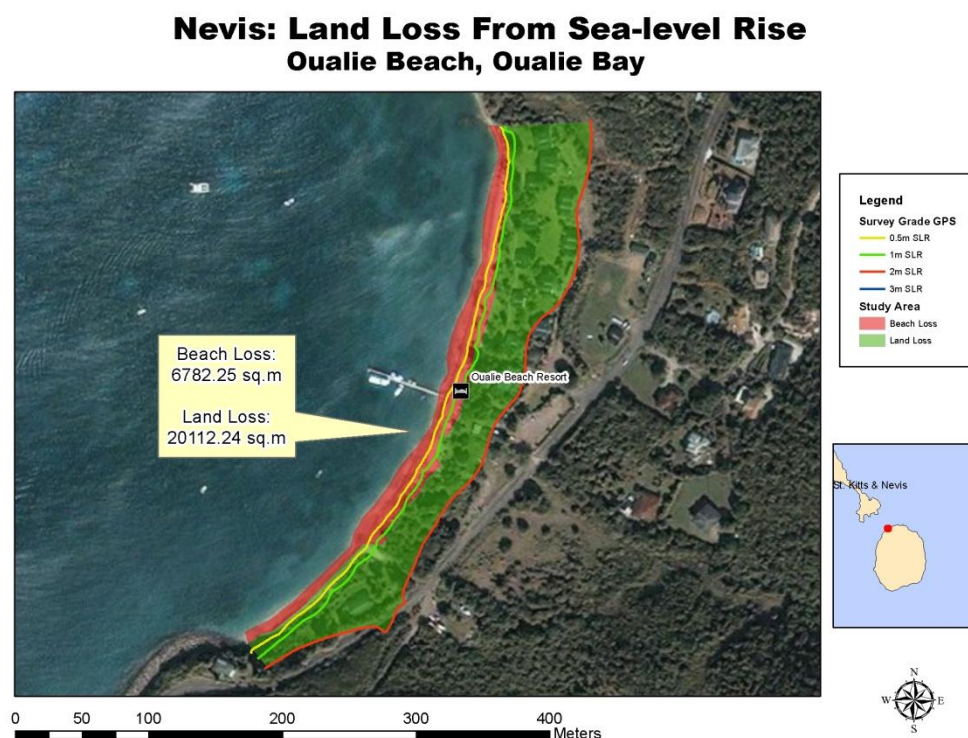 Nevis: Land Loss From Sea-level Rise
Oualie Beach, Oualie Bay
Beach Loss:
6782.25 sq.m
Land Loss:
20112.24 sq.m
Oualie Beach Resort
Legend
Survey Grade GPS
0.5m SLR
1m SLR
2m SLR
3m SLR
Study Area
Beach Loss
Land Loss
St. Kitts & Nevis
N
W E
S
0 50 100 200 300 400
Meters